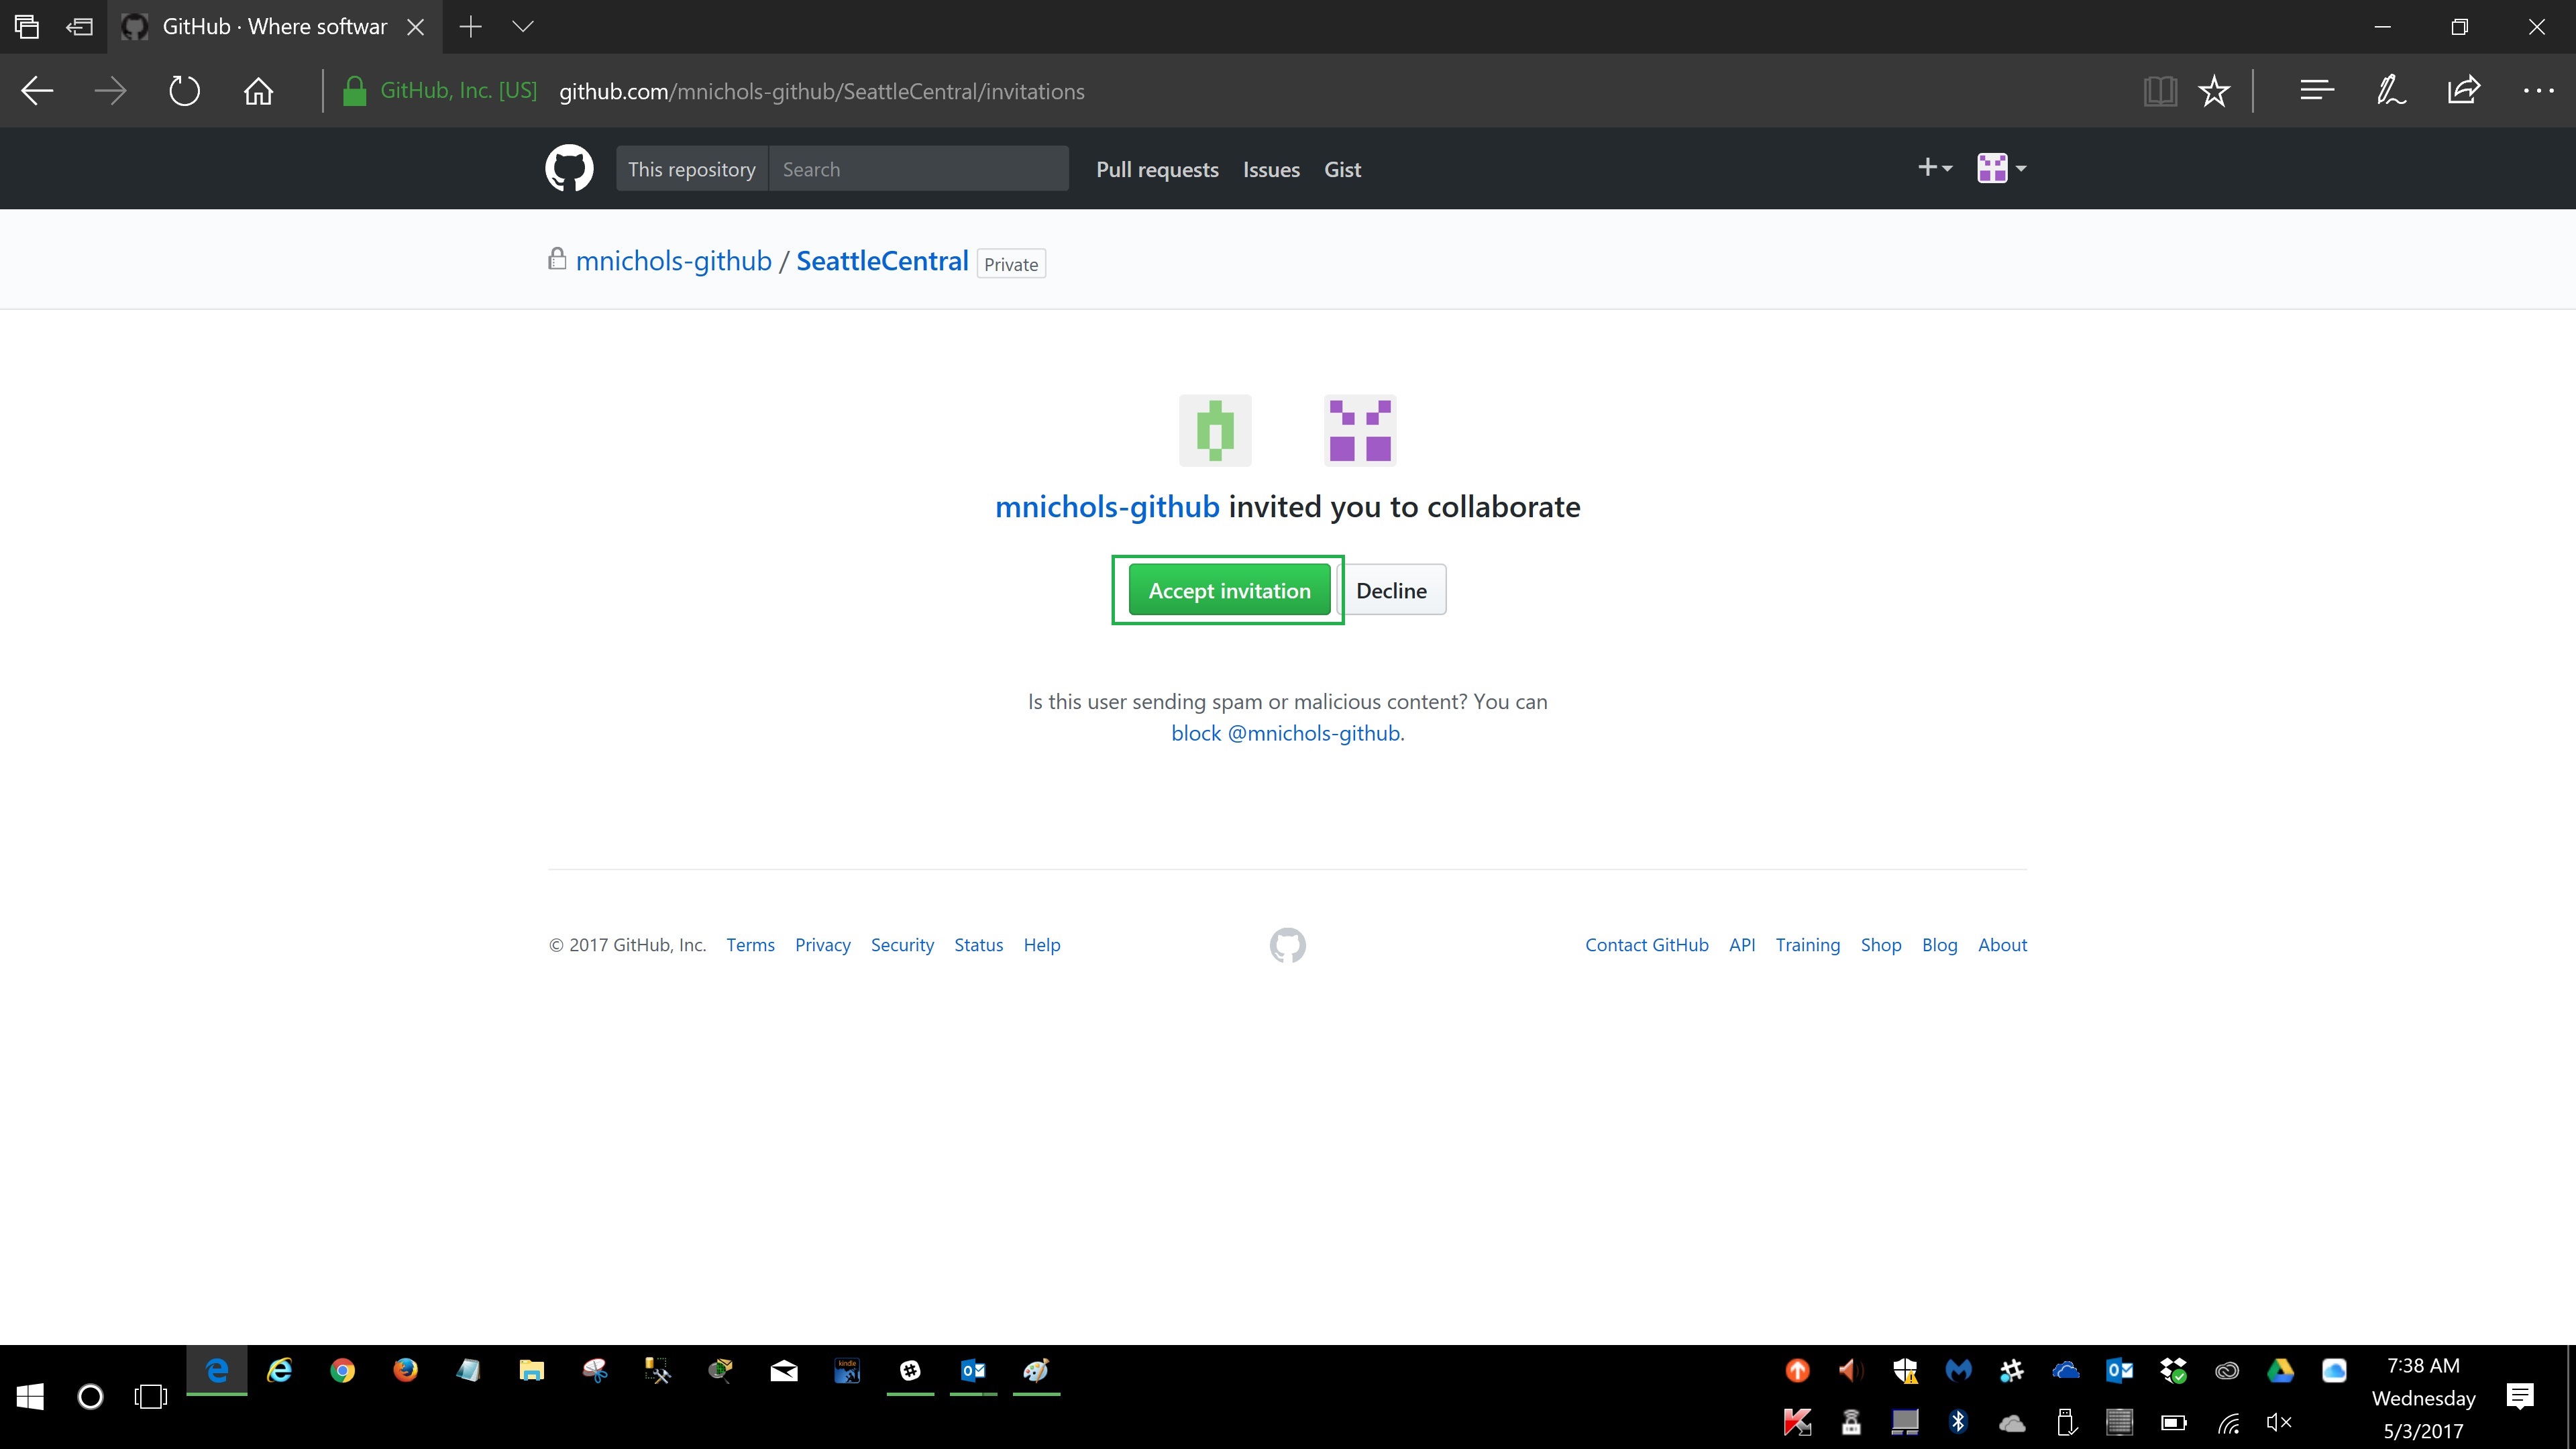 GitHub · Where softwar
GitHub, Inc. [US] github.com/mnichols-github/SeattleCentral/invitations
This repository Search Pull requests Issues Gist
mnichols-github / SeattleCentral Private
mnichols-github invited you to collaborate
Accept invitation Decline
Is this user sending spam or malicious content? You can
block @mnichols-github.
© 2017 GitHub, Inc. Terms Privacy Security Status Help Contact GitHub API Training Shop Blog About
kindle
7:38 AM
Wednesday
5/3/2017